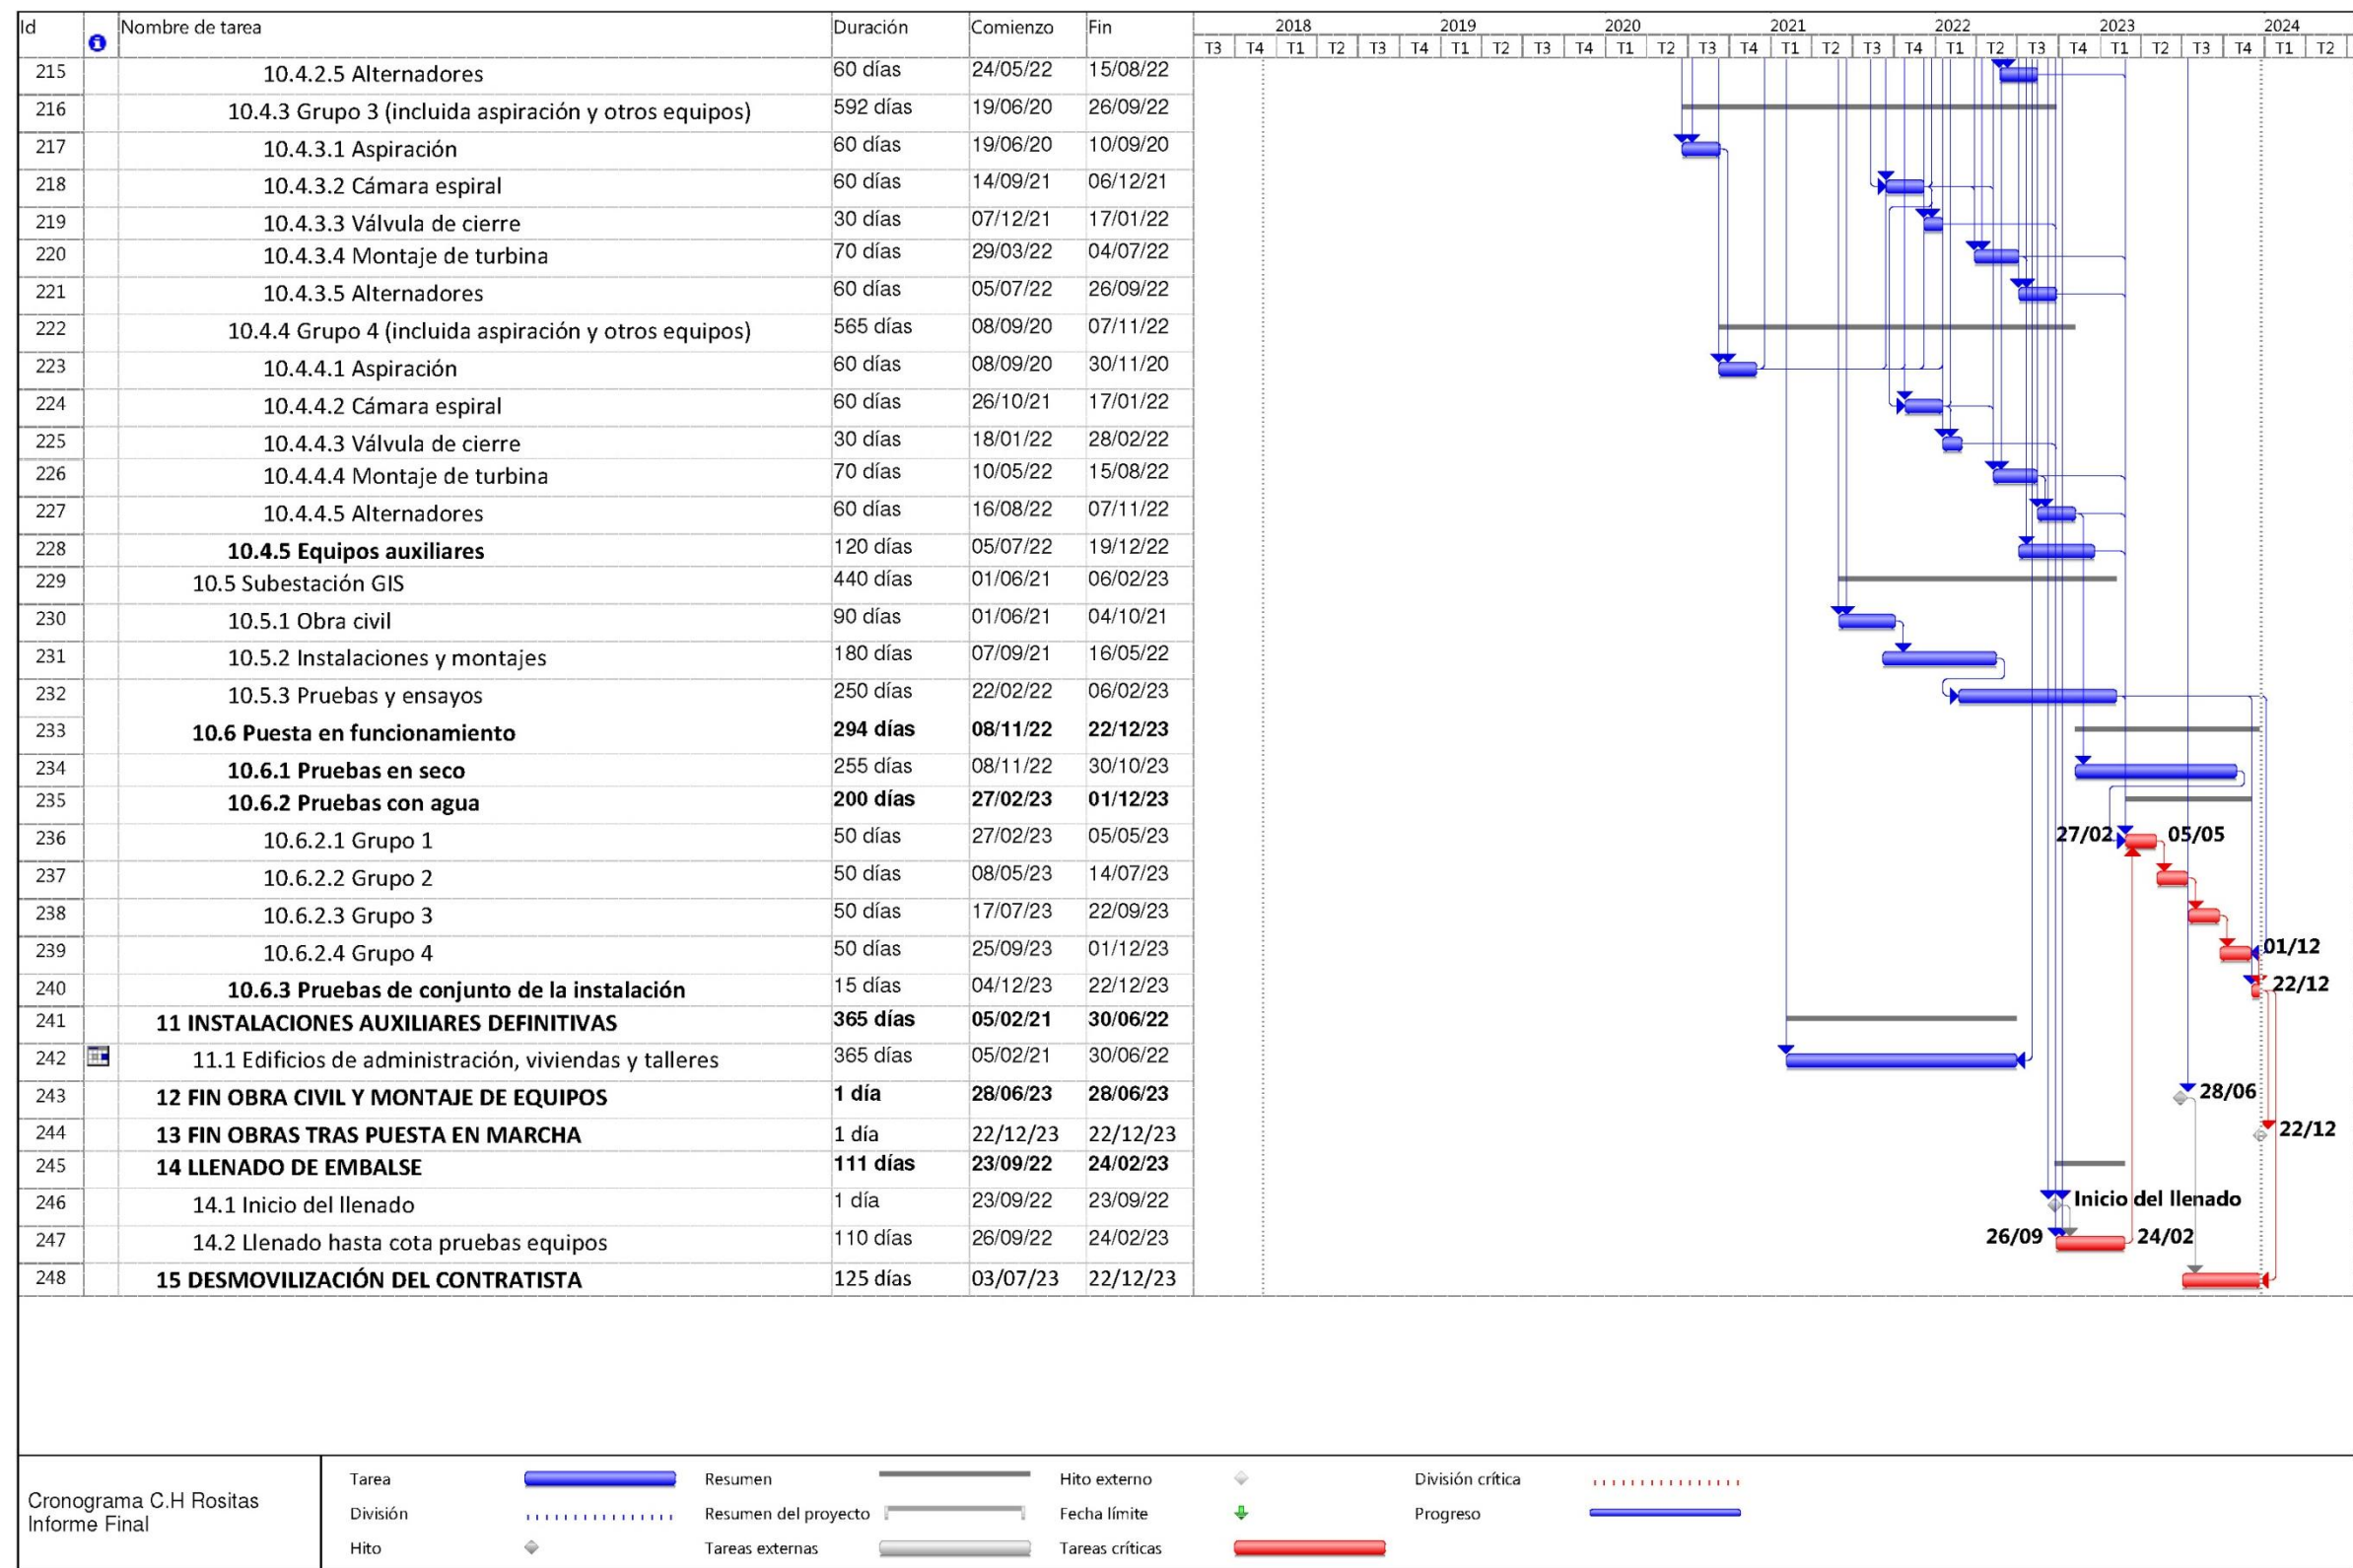 Id Nombre de tarea Duración Comienzo Fin 2018 2019 2020 2021 2022 2023 2024
T3 T4 T1 T2 T3 T4 T1 T2 T3 T4 T1 T2 T3 T4 T1 T2 T3 T4 T1 T2 T3 T4 T1 T2 T3 T4 T1 T2
215 10.4.2.5 Alternadores 60 días 24/05/22 15/08/22
216 10.4.3 Grupo 3 (incluida aspiración y otros equipos) 592 días 19/06/20 26/09/22
217 10.4.3.1 Aspiración 60 días 19/06/20 10/09/20
218 10.4.3.2 Cámara espiral 60 días 14/09/21 06/12/21
219 10.4.3.3 Válvula de cierre 30 días 07/12/21 17/01/22
220 10.4.3.4 Montaje de turbina 70 días 29/03/22 04/07/22
221 10.4.3.5 Alternadores 60 días 05/07/22 26/09/22
222 10.4.4 Grupo 4 (incluida aspiración y otros equipos) 565 días 08/09/20 07/11/22
223 10.4.4.1 Aspiración 60 días 08/09/20 30/11/20
224 10.4.4.2 Cámara espiral 60 días 26/10/21 17/01/22
225 10.4.4.3 Válvula de cierre 30 días 18/01/22 28/02/22
226 10.4.4.4 Montaje de turbina 70 días 10/05/22 15/08/22
227 10.4.4.5 Alternadores 60 días 16/08/22 07/11/22
228 10.4.5 Equipos auxiliares 120 días 05/07/22 19/12/22
229 10.5 Subestación GIS 440 días 01/06/21 06/02/23
230 10.5.1 Obra civil 90 días 01/06/21 04/10/21
231 10.5.2 Instalaciones y montajes 180 días 07/09/21 16/05/22
232 10.5.3 Pruebas y ensayos 250 días 22/02/22 06/02/23
233 10.6 Puesta en funcionamiento 294 días 08/11/22 22/12/23
234 10.6.1 Pruebas en seco 255 días 08/11/22 30/10/23
235 10.6.2 Pruebas con agua 200 días 27/02/23 01/12/23
236 10.6.2.1 Grupo 1 50 días 27/02/23 05/05/23 27/02 05/05
237 10.6.2.2 Grupo 2 50 días 08/05/23 14/07/23
238 10.6.2.3 Grupo 3 50 días 17/07/23 22/09/23
239 10.6.2.4 Grupo 4 50 días 25/09/23 01/12/23 01/12
240 10.6.3 Pruebas de conjunto de la instalación 15 días 04/12/23 22/12/23 22/12
241 11 INSTALACIONES AUXILIARES DEFINITIVAS 365 días 05/02/21 30/06/22
242 11.1 Edificios de administración, viviendas y talleres 365 días 05/02/21 30/06/22
243 12 FIN OBRA CIVIL Y MONTAJE DE EQUIPOS 1 día 28/06/23 28/06/23 28/06
244 13 FIN OBRAS TRAS PUESTA EN MARCHA 1 día 22/12/23 22/12/23 22/12
245 14 LLENADO DE EMBALSE 111 días 23/09/22 24/02/23
246 14.1 Inicio del llenado 1 día 23/09/22 23/09/22 Inicio del llenado
247 14.2 Llenado hasta cota pruebas equipos 110 días 26/09/22 24/02/23 26/09 24/02
248 15 DESMOVILIZACIÓN DEL CONTRATISTA 125 días 03/07/23 22/12/23
Cronograma C.H Rositas
Informe Final
Tarea Resumen Hito externo División crítica
División Resumen del proyecto Fecha límite Progreso
Hito Tareas externas Tareas críticas